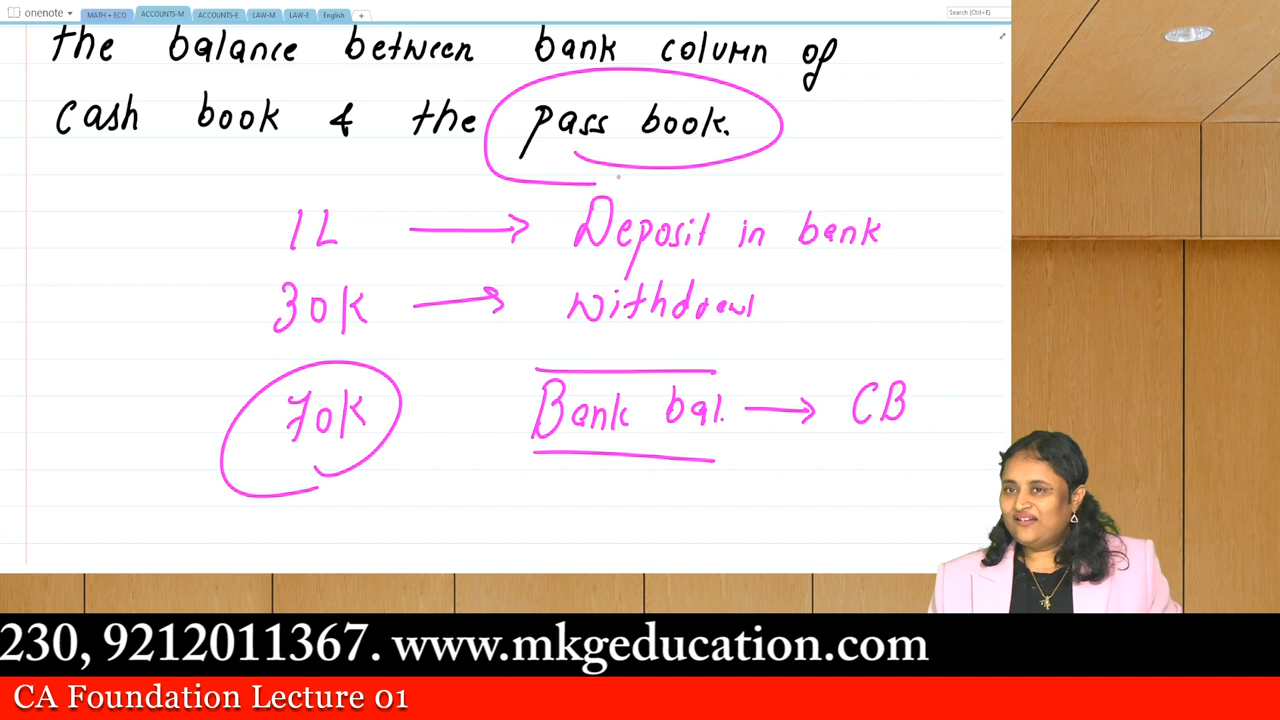 onenote
MATH + ECO ACCOUNTS-M ACCOUNTS-E LAW-M LAW-E English +
Search (Ctrl+E)
the balance between bank column of
cash book & the pass book.
1L → Deposit in bank
30K → Withdrawl
70K Bank bal. → CB
230, 9212011367. www.mkgeducation.com
CA Foundation Lecture 01